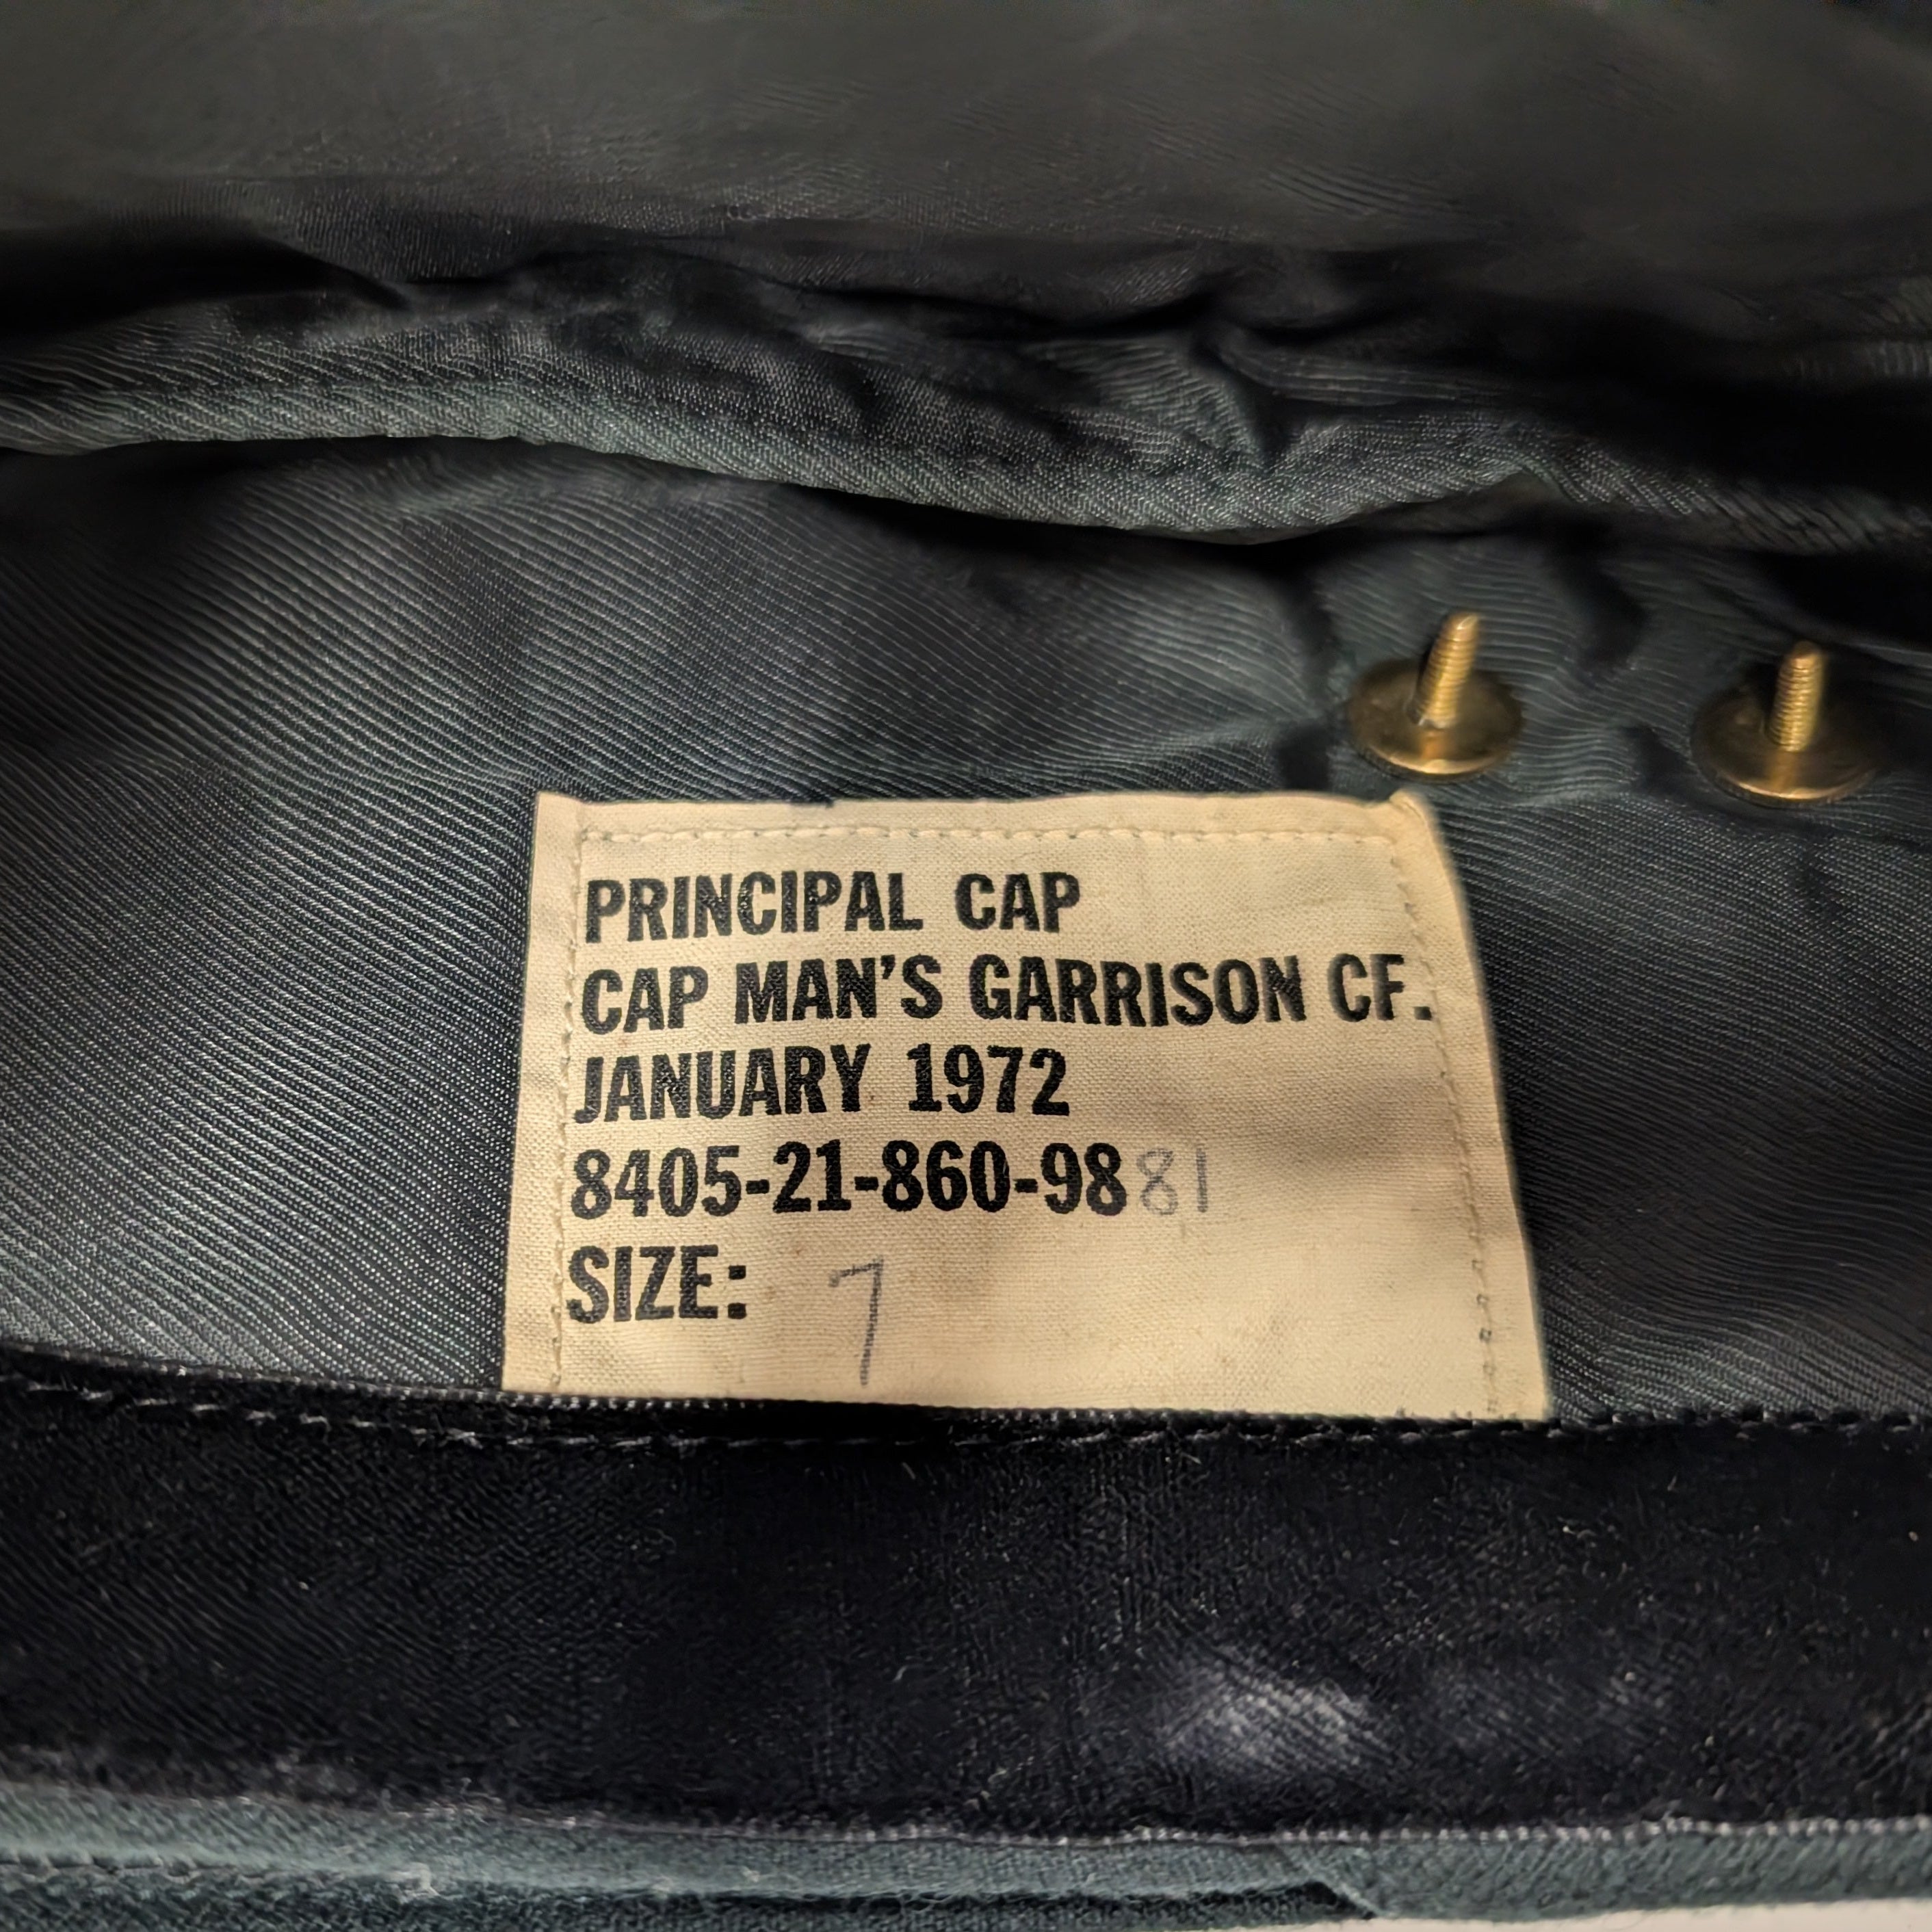 PRINCIPAL CAP
CAP MAN'S GARRISON CF.
JANUARY 1972
8405-21-860-9881
SIZE: 7